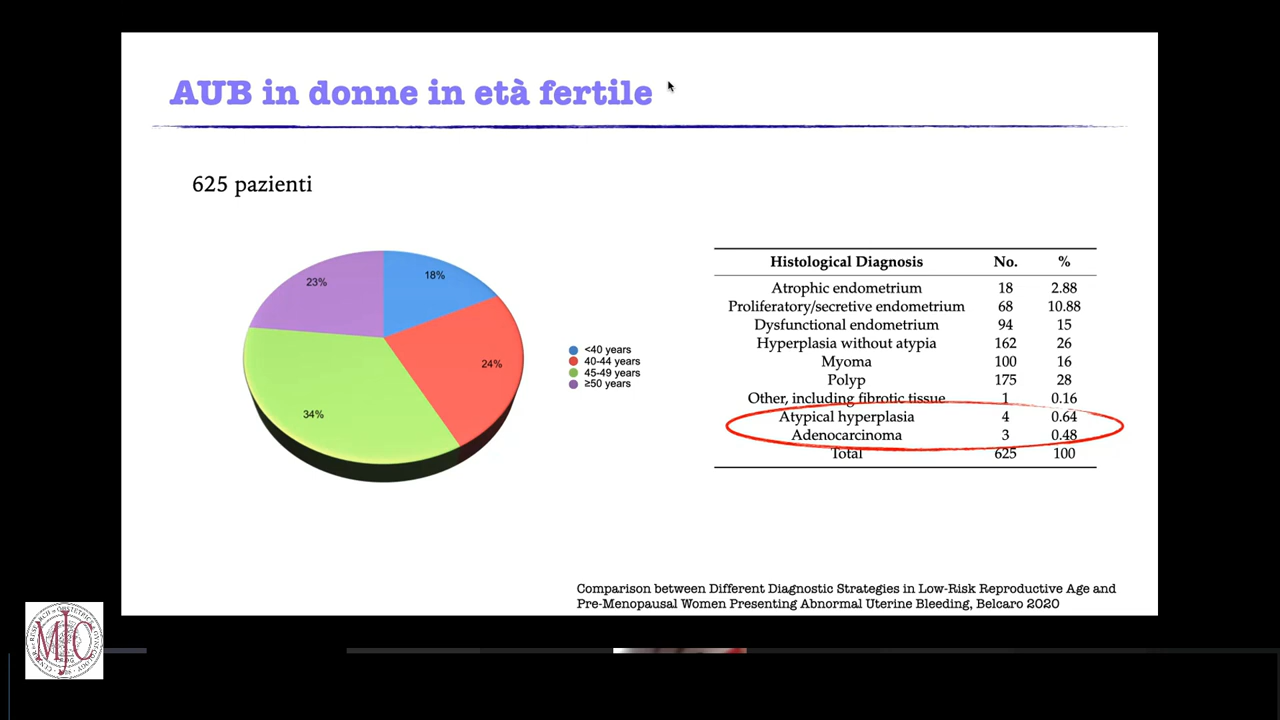 AUB in donne in età fertile
625 pazienti
18%
23%
24%
34%
<40 years
40-44 years
45-49 years
≥50 years
Histological Diagnosis No. %
Atrophic endometrium 18 2.88
Proliferatory/secretive endometrium 68 10.88
Dysfunctional endometrium 94 15
Hyperplasia without atypia 162 26
Myoma 100 16
Polyp 175 28
Other, including fibrotic tissue 1 0.16
Atypical hyperplasia 4 0.64
Adenocarcinoma 3 0.48
Total 625 100
Comparison between Different Diagnostic Strategies in Low-Risk Reproductive Age and
Pre-Menopausal Women Presenting Abnormal Uterine Bleeding, Belcaro 2020
MJC